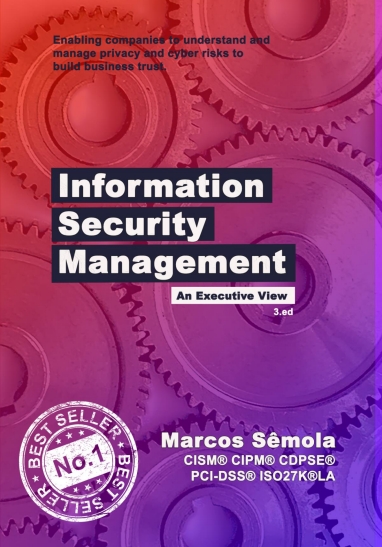 Enabling companies to understand and
manage privacy and cyber risks to
build business trust.
Information
Security
Management
An Executive View
3.ed
BEST SELLER
No.1
BEST SELLER
Marcos Sêmola
CISM® CIPM® CDPSE®
PCI-DSS® ISO27K®LA